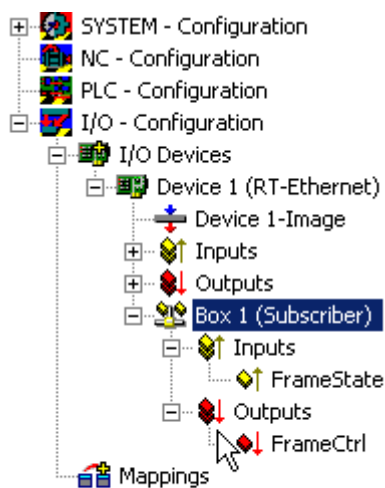 SYSTEM - Configuration
NC - Configuration
PLC - Configuration
I/O - Configuration
I/O Devices
Device 1 (RT-Ethernet)
Device 1-Image
Inputs
Outputs
Box 1 (Subscriber)
Inputs
FrameState
Outputs
FrameCtrl
Mappings